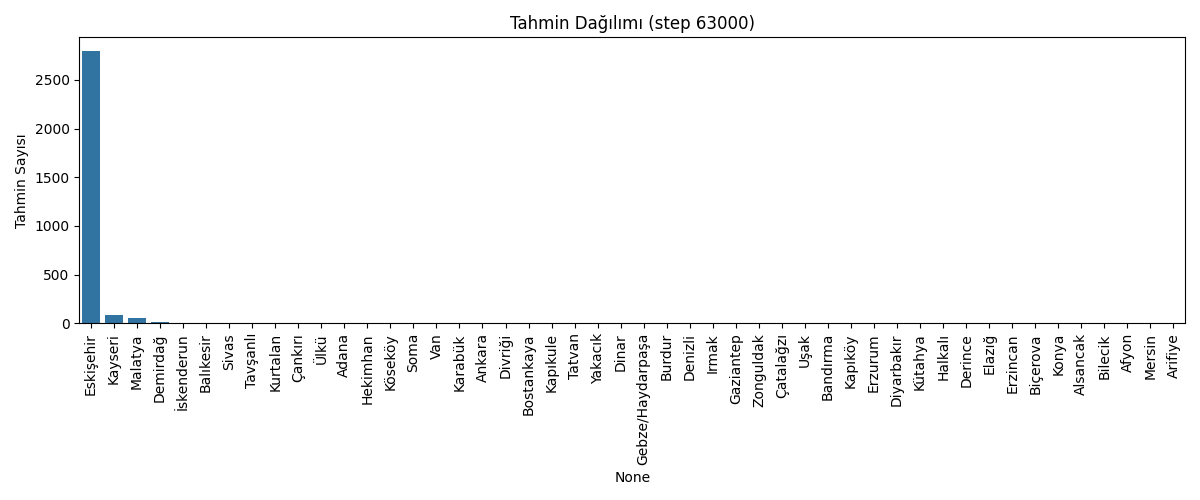 Tahmin Dağılımı (step 63000)
Tahmin Sayısı
2500
2000
1500
1000
500
0
Eskişehir
Kayseri
Malatya
Demirdağ
İskenderun
Balıkesir
Sivas
Tavşanlı
Kurtalan
Çankırı
Ülkü
Adana
Hekimhan
Köseköy
Soma
Van
Karabük
Ankara
Divriği
Bostankaya
Kapıkule
Tatvan
Yakacık
Dinar
Gebze/Haydarpaşa
Burdur
Denizli
Irmak
Gaziantep
Zonguldak
Çatalağzı
Uşak
Bandırma
Kapıköy
Erzurum
Diyarbakır
Kütahya
Halkalı
Derince
Elazığ
Erzincan
Biçerova
Konya
Alsancak
Bilecik
Afyon
Mersin
Arifiye
None